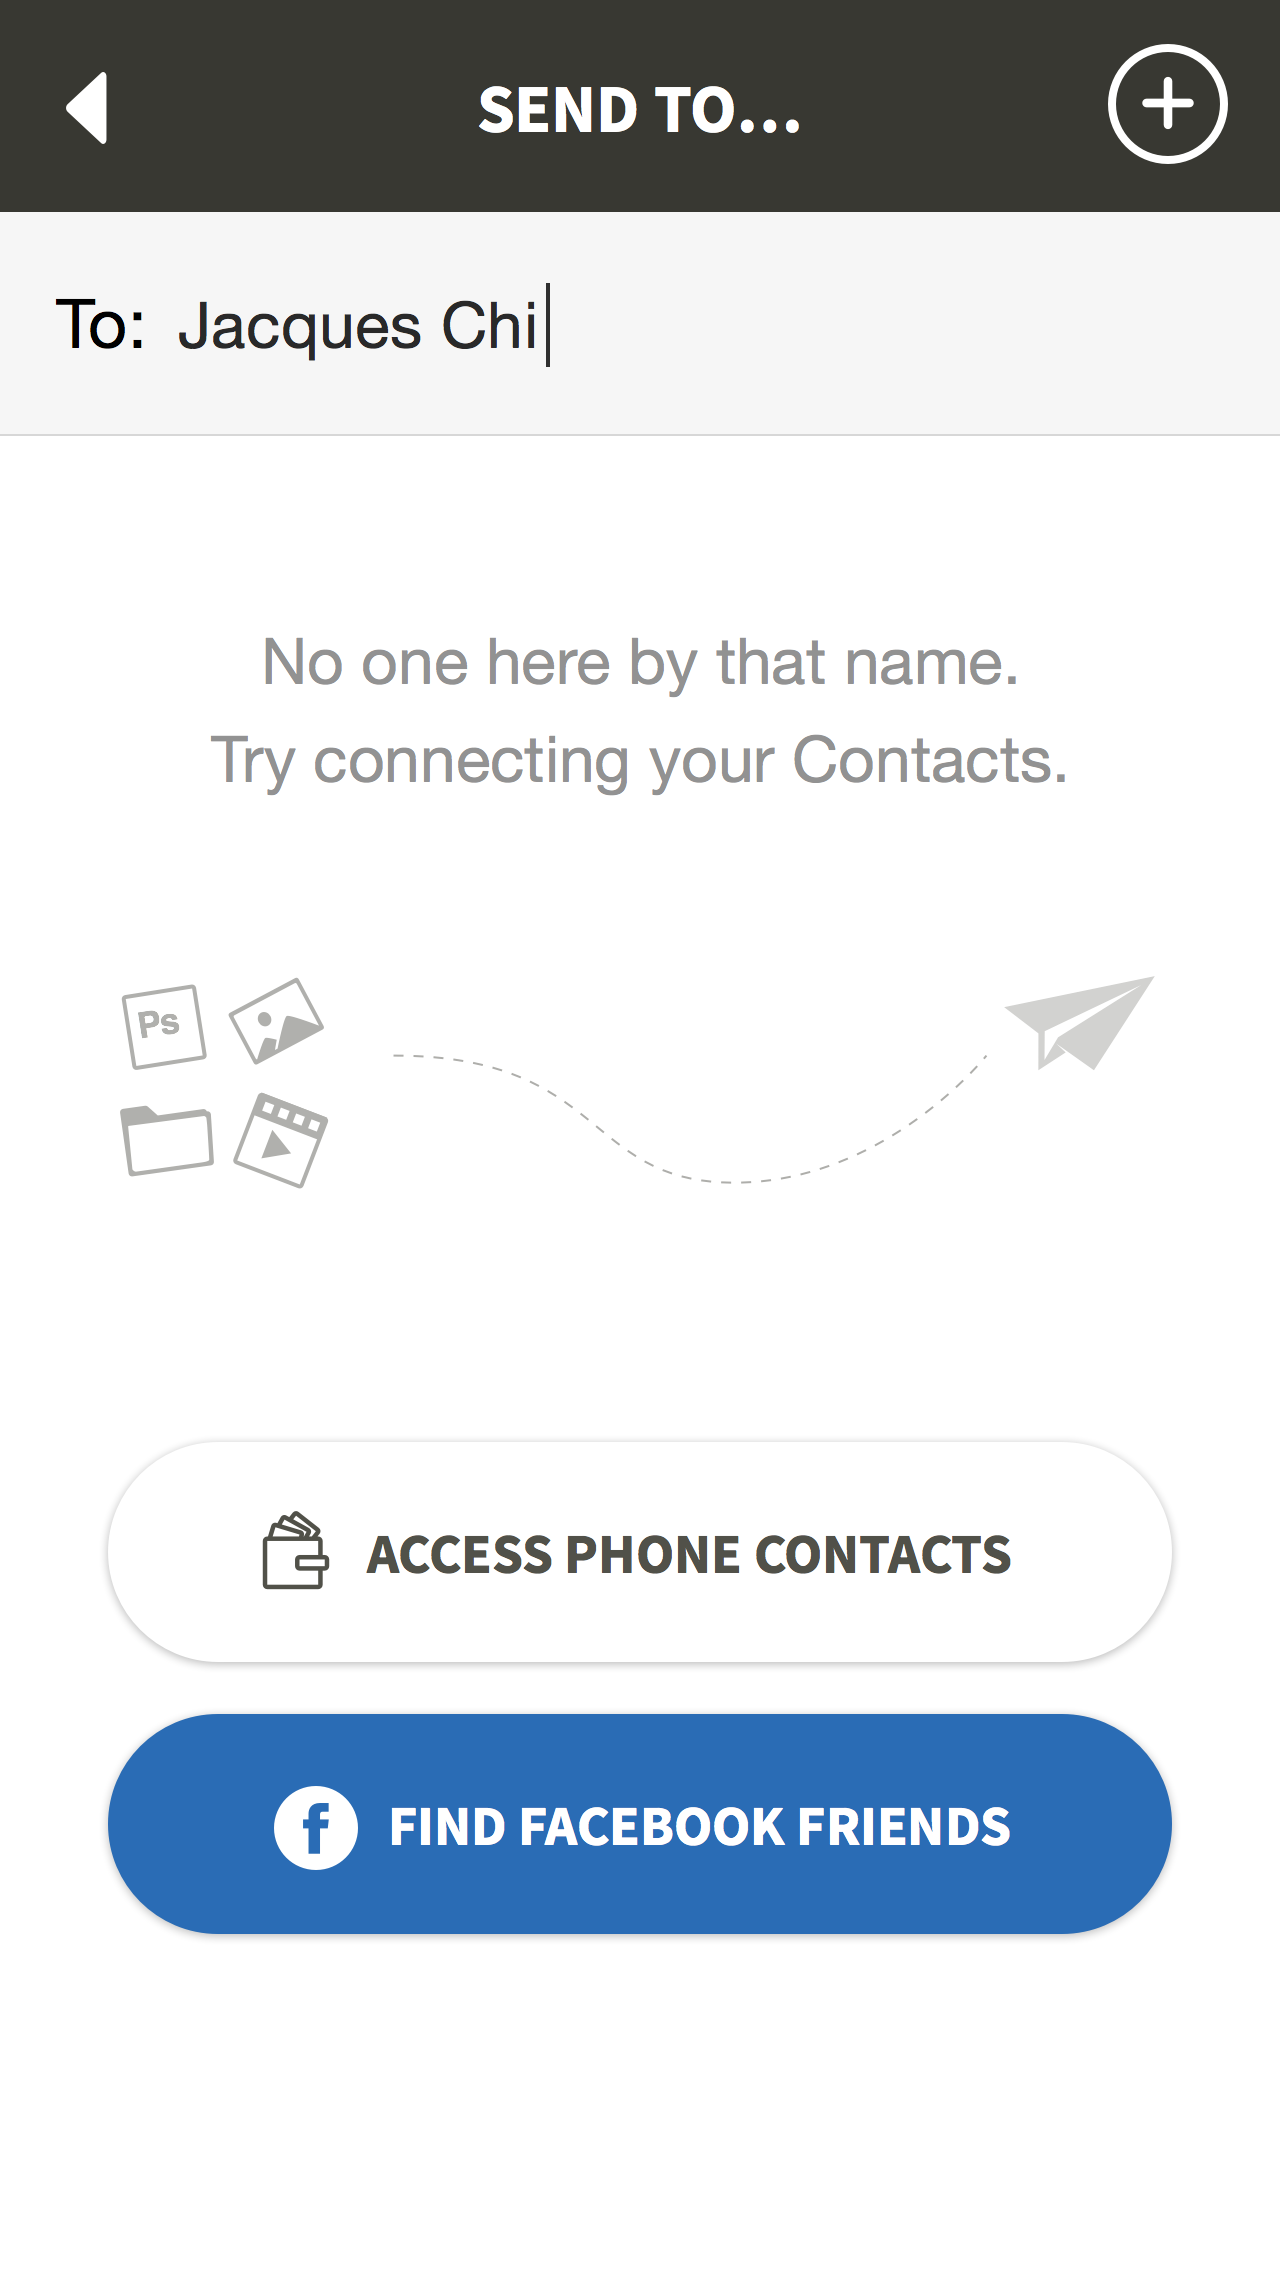 SEND TO...
To: Jacques Chi
No one here by that name.
Try connecting your Contacts.
Ps
ACCESS PHONE CONTACTS
f FIND FACEBOOK FRIENDS